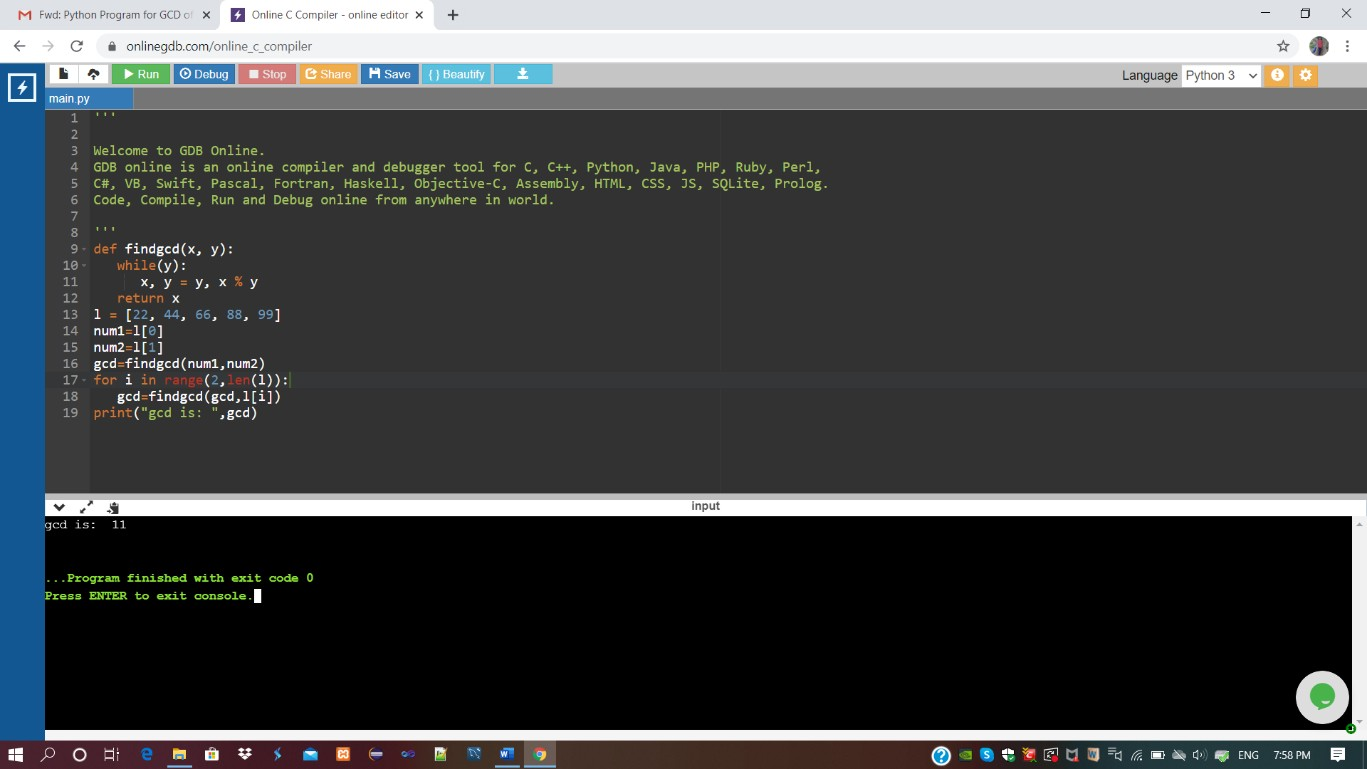 Fwd: Python Program for GCD of
Online C Compiler - online editor
onlinegdb.com/online_c_compiler
Run Debug Stop Share Save {} Beautify
Language Python 3
main.py
1 '''
2
3 Welcome to GDB Online.
4 GDB online is an online compiler and debugger tool for C, C++, Python, Java, PHP, Ruby, Perl,
5 C#, VB, Swift, Pascal, Fortran, Haskell, Objective-C, Assembly, HTML, CSS, JS, SQLite, Prolog.
6 Code, Compile, Run and Debug online from anywhere in world.
7
8 '''
9 def findgcd(x, y):
10 while(y):
11 x, y = y, x % y
12 return x
13 l = [22, 44, 66, 88, 99]
14 num1=l[0]
15 num2=l[1]
16 gcd=findgcd(num1,num2)
17 for i in range(2,len(l)):
18 gcd=findgcd(gcd,l[i])
19 print("gcd is: ",gcd)
input
gcd is:  11
...Program finished with exit code 0
Press ENTER to exit console.
ENG 7:58 PM